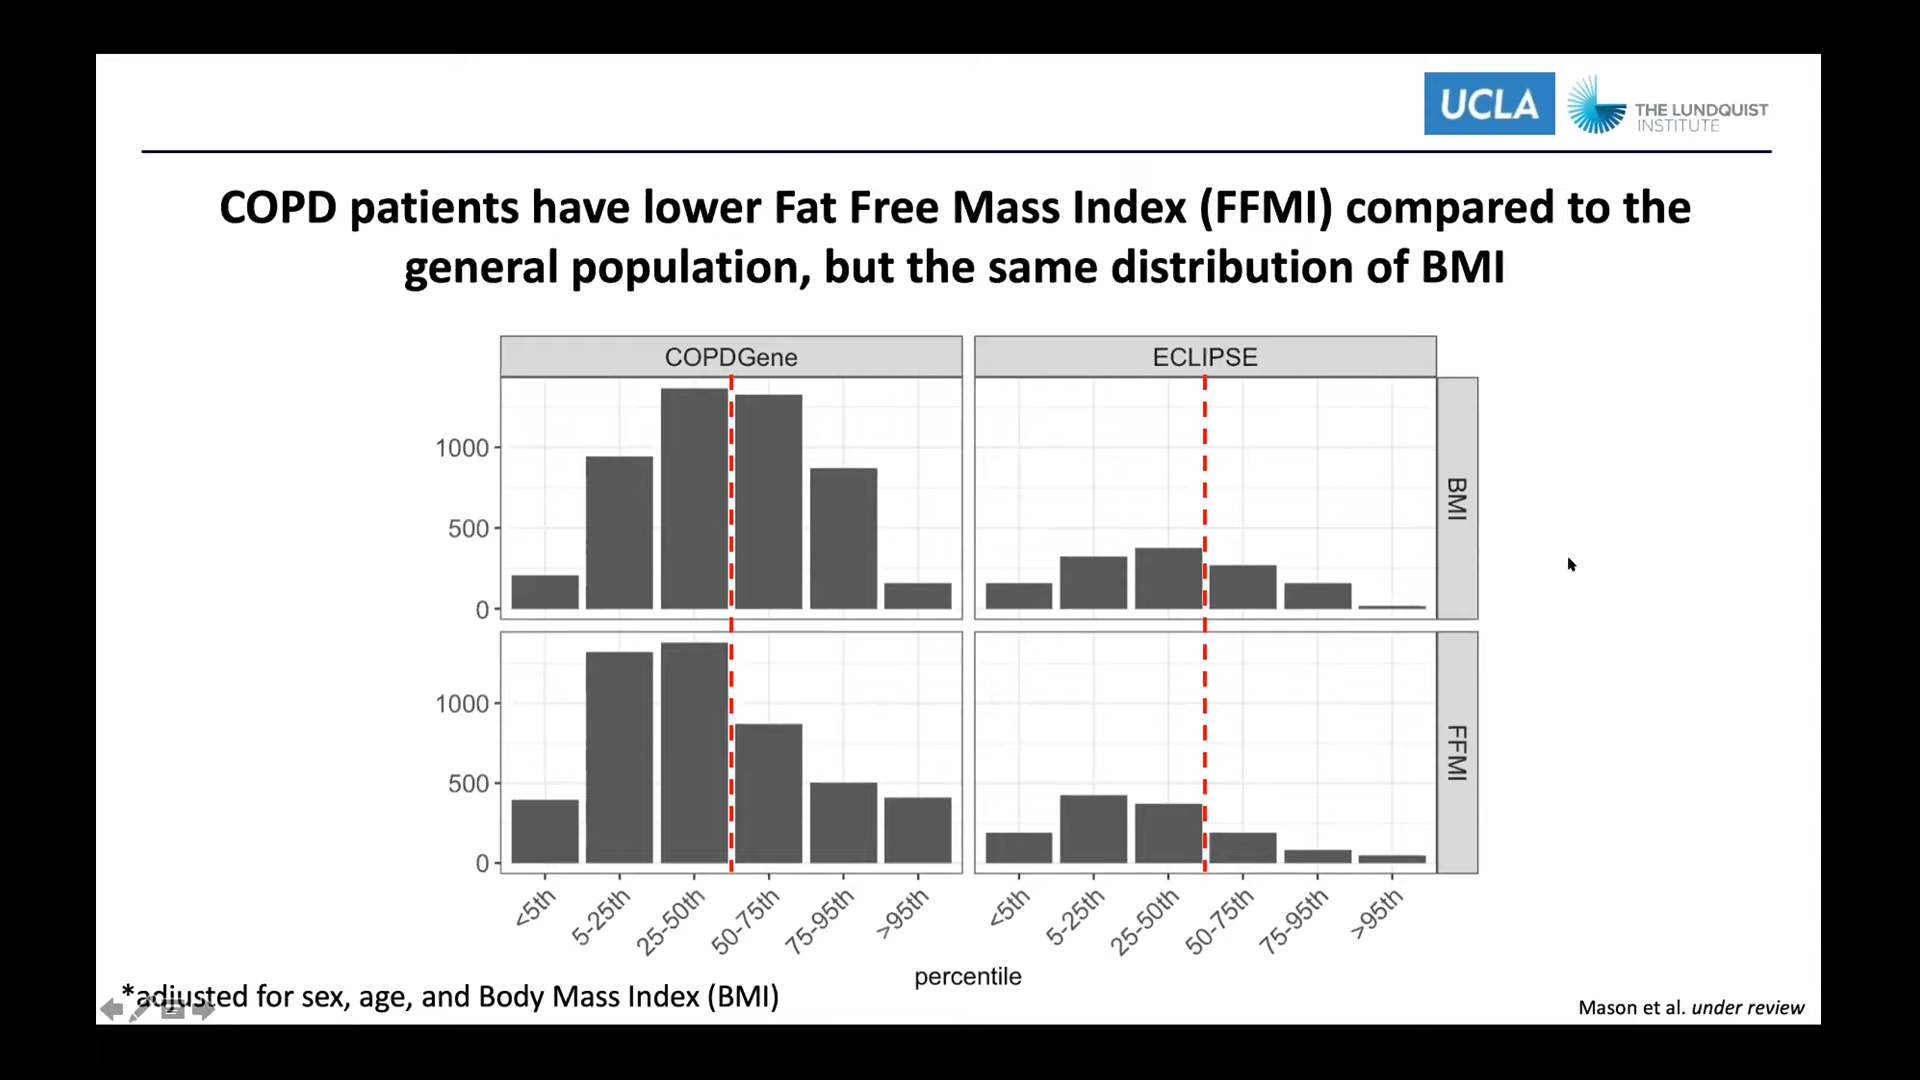 UCLA
THE LUNDQUIST
INSTITUTE
COPD patients have lower Fat Free Mass Index (FFMI) compared to the
general population, but the same distribution of BMI
COPDGene
ECLIPSE
1000
500
0
BMI
1000
500
0
FFMI
<5th
5-25th
25-50th
50-75th
75-95th
>95th
<5th
5-25th
25-50th
50-75th
75-95th
>95th
percentile
*adjusted for sex, age, and Body Mass Index (BMI)
Mason et al. under review